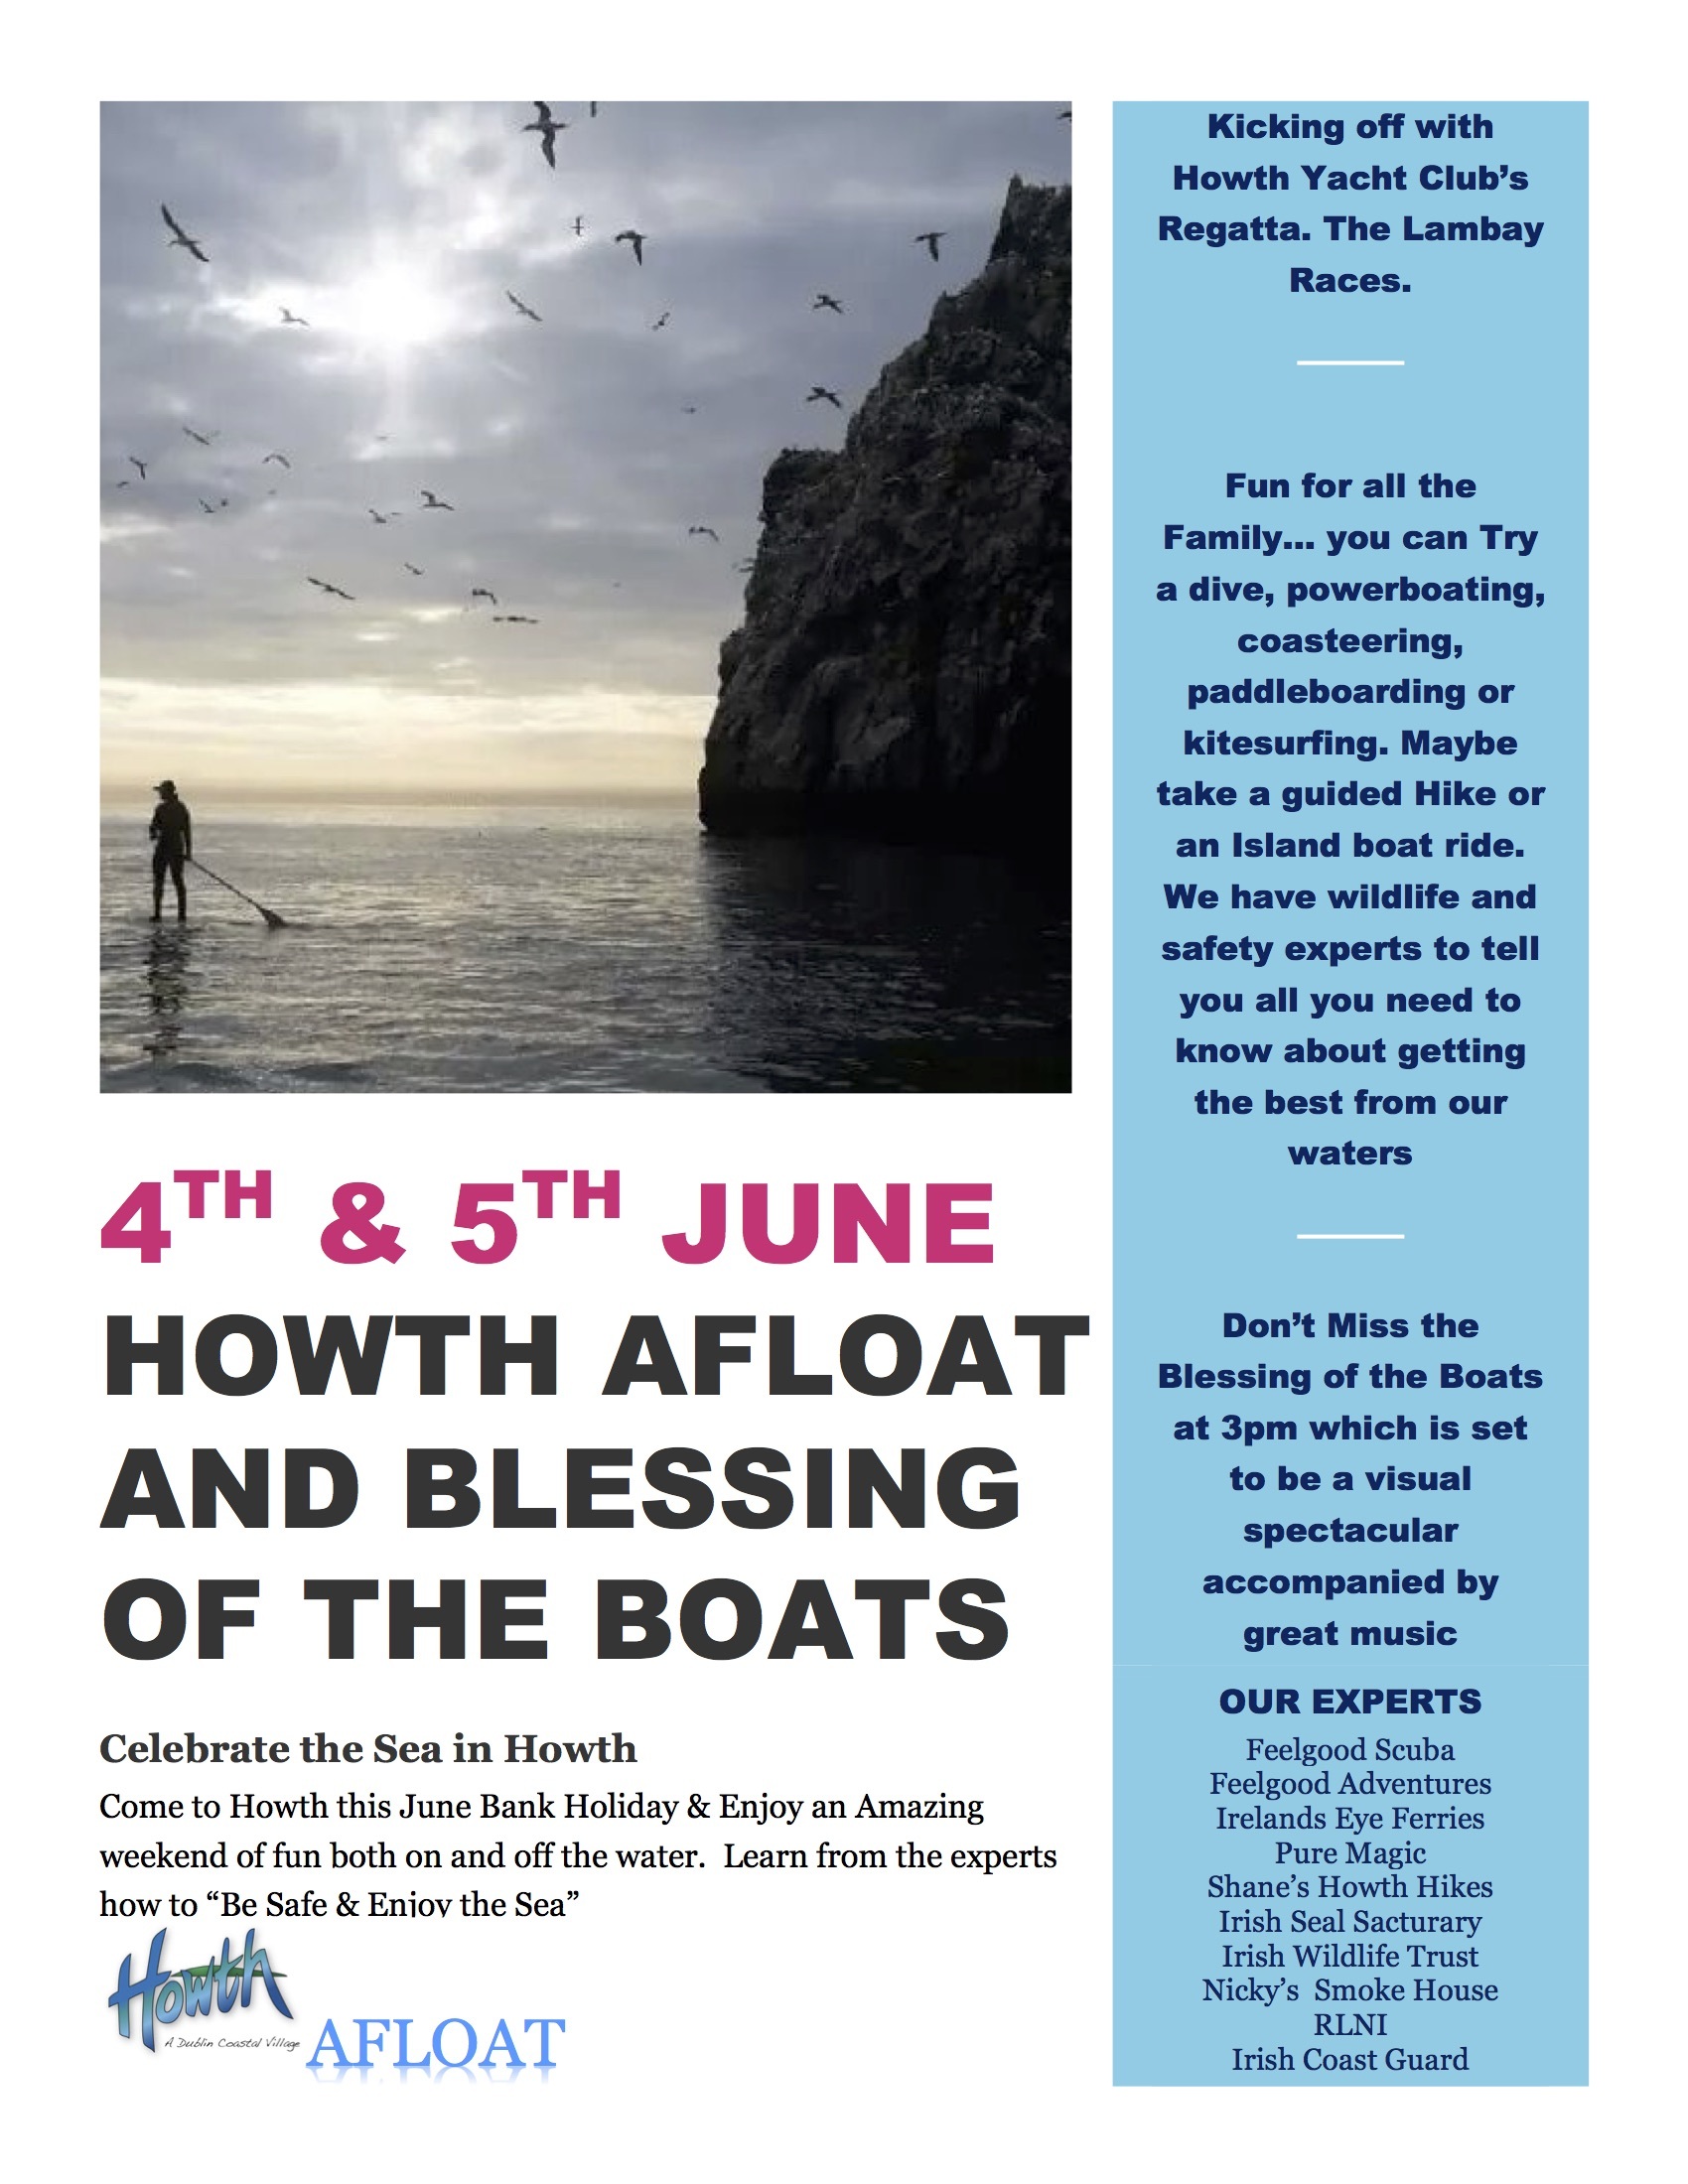 4TH & 5TH JUNE
HOWTH AFLOAT
AND BLESSING
OF THE BOATS
Celebrate the Sea in Howth
Come to Howth this June Bank Holiday & Enjoy an Amazing
weekend of fun both on and off the water.  Learn from the experts
how to “Be Safe & Enjoy the Sea”
Howth
A Dublin Coastal Village
AFLOAT
Kicking off with
Howth Yacht Club’s
Regatta. The Lambay
Races.
Fun for all the
Family... you can Try
a dive, powerboating,
coasteering,
paddleboarding or
kitesurfing. Maybe
take a guided Hike or
an Island boat ride.
We have wildlife and
safety experts to tell
you all you need to
know about getting
the best from our
waters
Don’t Miss the
Blessing of the Boats
at 3pm which is set
to be a visual
spectacular
accompanied by
great music
OUR EXPERTS
Feelgood Scuba
Feelgood Adventures
Irelands Eye Ferries
Pure Magic
Shane’s Howth Hikes
Irish Seal Sacturary
Irish Wildlife Trust
Nicky’s  Smoke House
RLNI
Irish Coast Guard